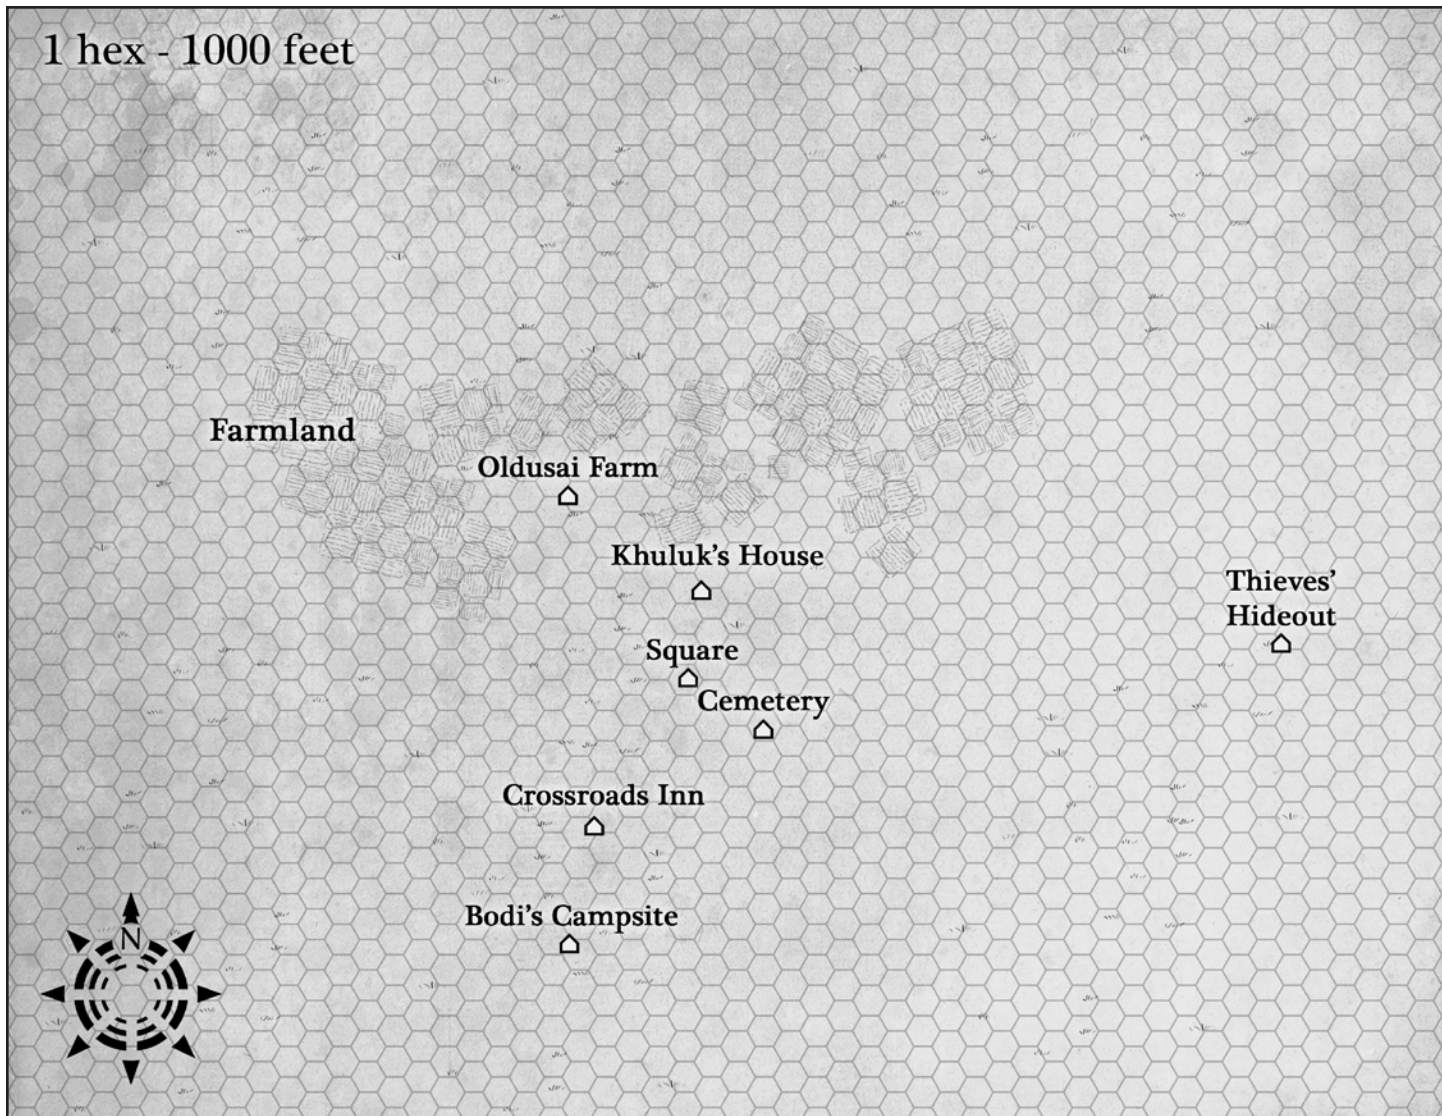 1 hex - 1000 feet
Farmland
Oldusai Farm
Khuluk's House
Thieves'
Hideout
Square
Cemetery
Crossroads Inn
Bodi's Campsite
N